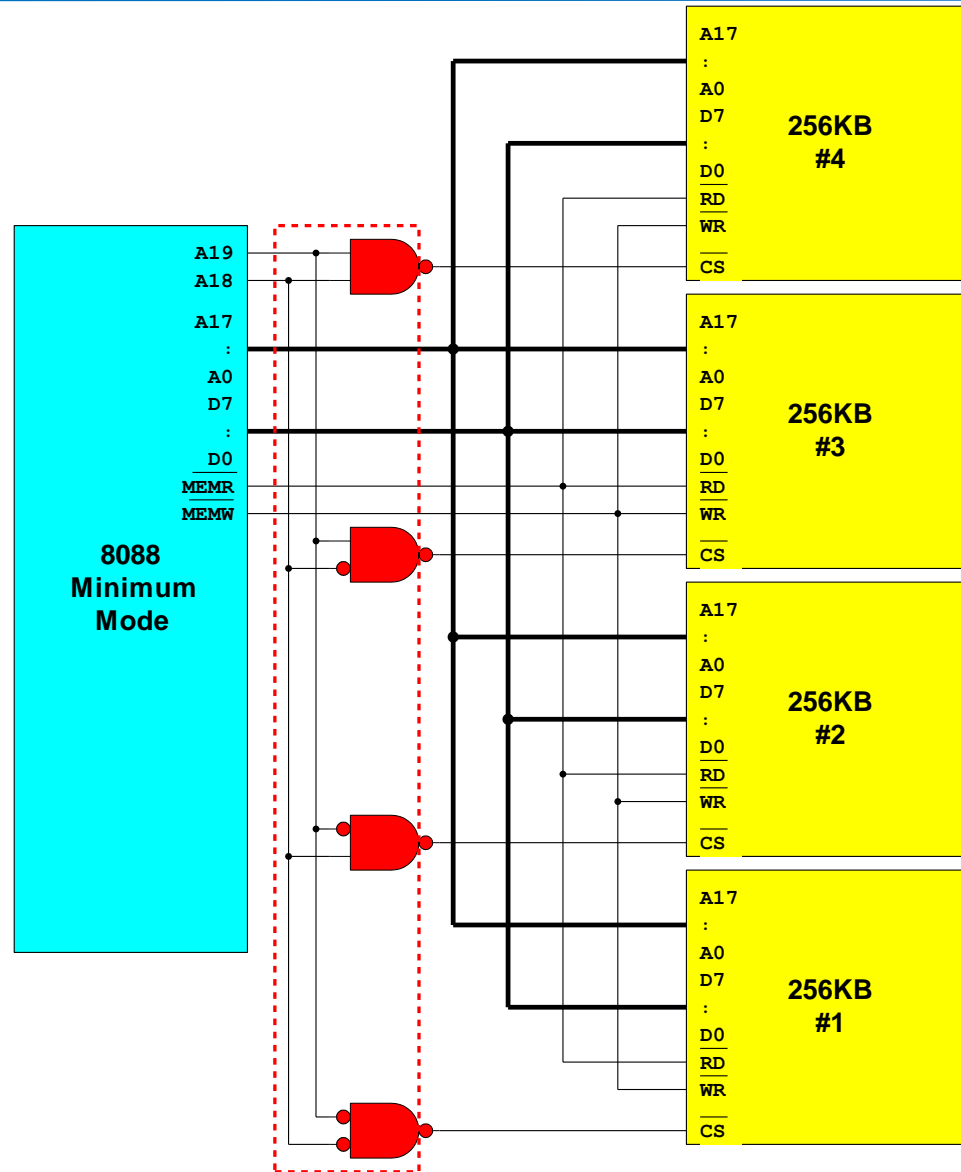 A19
A18
A17
:
A0
D7
:
D0
MEMR
MEMW
8088
Minimum
Mode
A17
:
A0
D7
:
D0
RD
WR
CS
256KB
#4
A17
:
A0
D7
:
D0
RD
WR
CS
256KB
#3
A17
:
A0
D7
:
D0
RD
WR
CS
256KB
#2
A17
:
A0
D7
:
D0
RD
WR
CS
256KB
#1